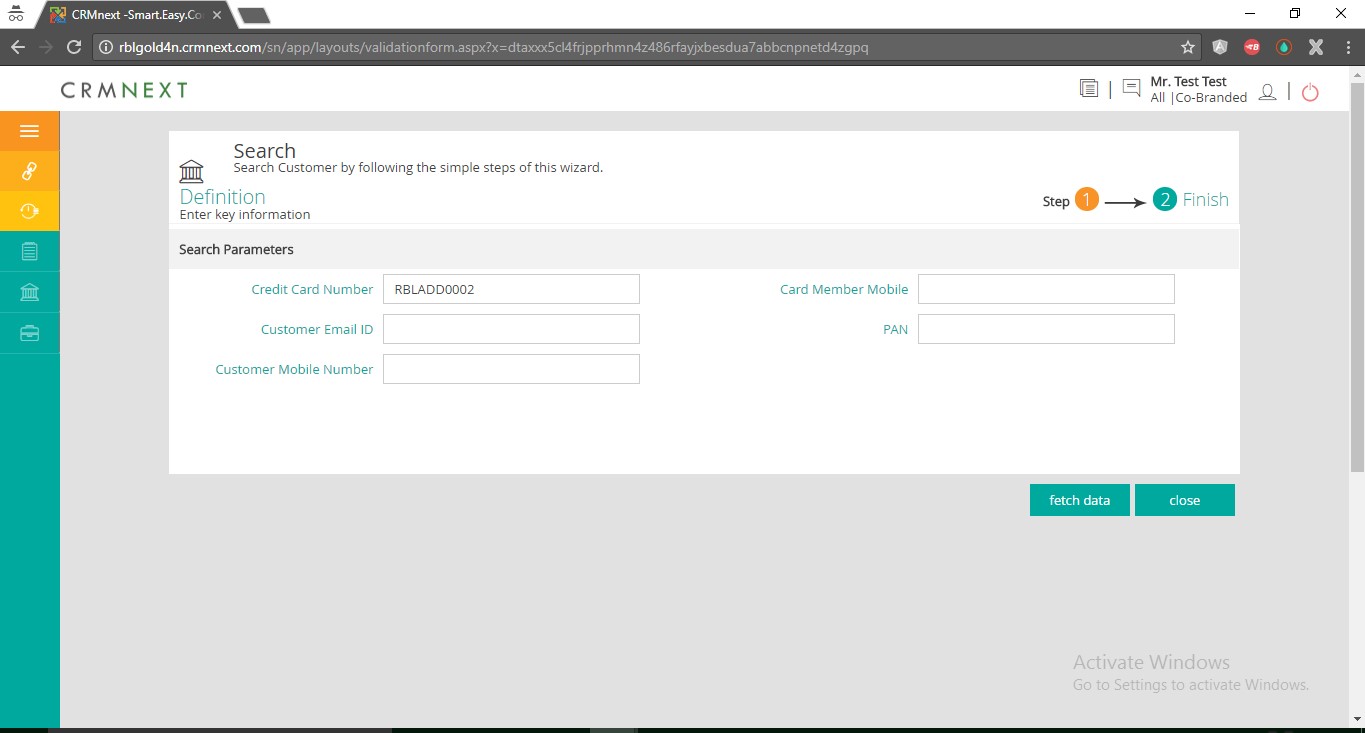 CRMnext -Smart.Easy.Co
rblgold4n.crmnext.com/sn/app/layouts/validationform.aspx?x=dtaxxx5cl4frjpprhmn4z486rfayjxbesdua7abbcnpnetd4zgpq
CRMNEXT
Mr. Test Test
All |Co-Branded
Search
Search Customer by following the simple steps of this wizard.
Definition
Enter key information
Step 1 2 Finish
Search Parameters
Credit Card Number RBLADD0002 Card Member Mobile
Customer Email ID PAN
Customer Mobile Number
fetch data close
Activate Windows
Go to Settings to activate Windows.